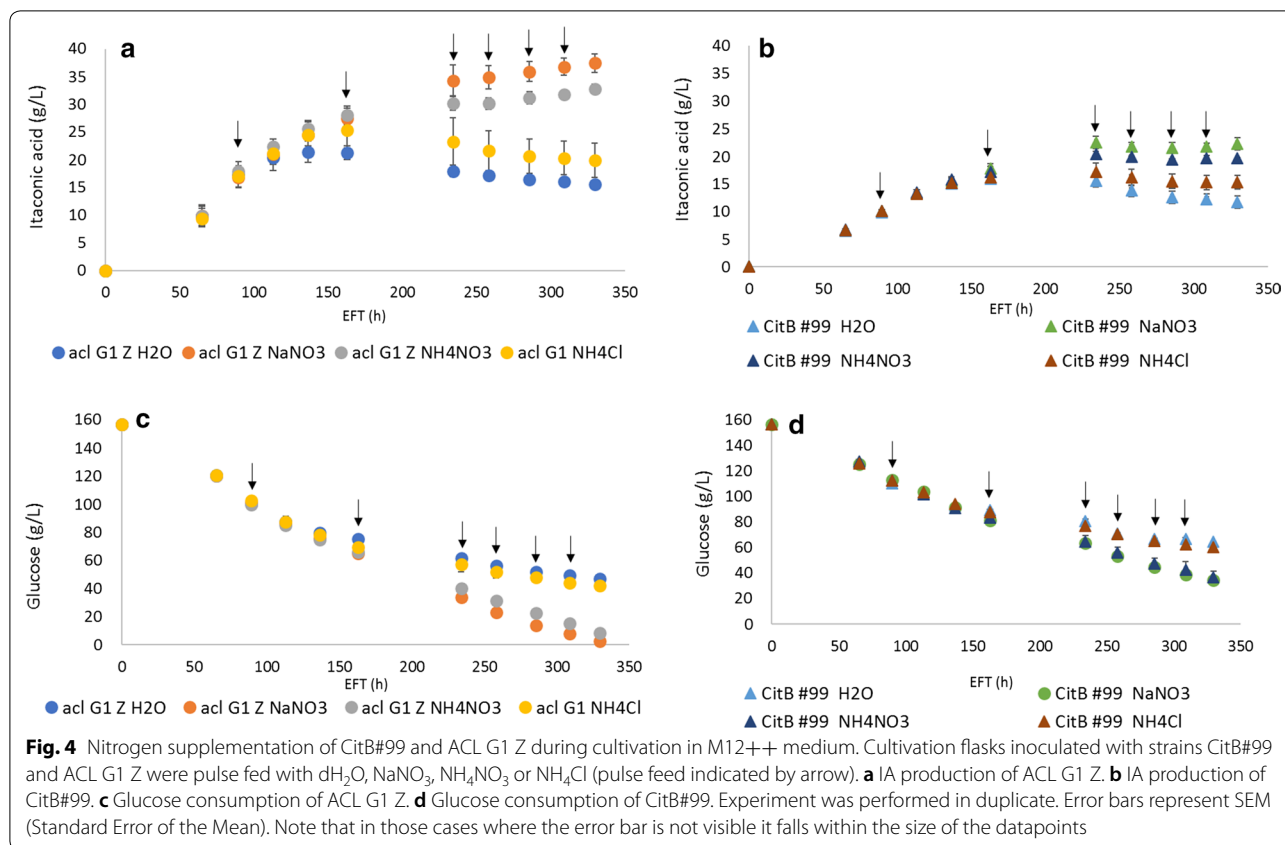 a
Itaconic acid (g/L)
40
35
30
25
20
15
10
5
0
0 50 100 150 200 250 300 350
EFT (h)
acl G1 Z H2O acl G1 Z NaNO3 acl G1 Z NH4NO3 acl G1 NH4Cl
b
Itaconic acid (g/L)
40
35
30
25
20
15
10
5
0
0 50 100 150 200 250 300 350
EFT (h)
CitB #99 H2O CitB #99 NaNO3
CitB #99 NH4NO3 CitB #99 NH4Cl
c
Glucose (g/L)
160
140
120
100
80
60
40
20
0
0 50 100 150 200 250 300 350
EFT (h)
acl G1 Z H2O acl G1 Z NaNO3 acl G1 Z NH4NO3 acl G1 NH4Cl
d
Glucose (g/L)
160
140
120
100
80
60
40
20
0
0 50 100 150 200 250 300 350
EFT (h)
CitB #99 H2O CitB #99 NaNO3
CitB #99 NH4NO3 CitB #99 NH4Cl
Fig. 4 Nitrogen supplementation of CitB#99 and ACL G1 Z during cultivation in M12++ medium. Cultivation flasks inoculated with strains CitB#99
and ACL G1 Z were pulse fed with dH₂O, NaNO₃, NH₄NO₃ or NH₄Cl (pulse feed indicated by arrow). a IA production of ACL G1 Z. b IA production of
CitB#99. c Glucose consumption of ACL G1 Z. d Glucose consumption of CitB#99. Experiment was performed in duplicate. Error bars represent SEM
(Standard Error of the Mean). Note that in those cases where the error bar is not visible it falls within the size of the datapoints